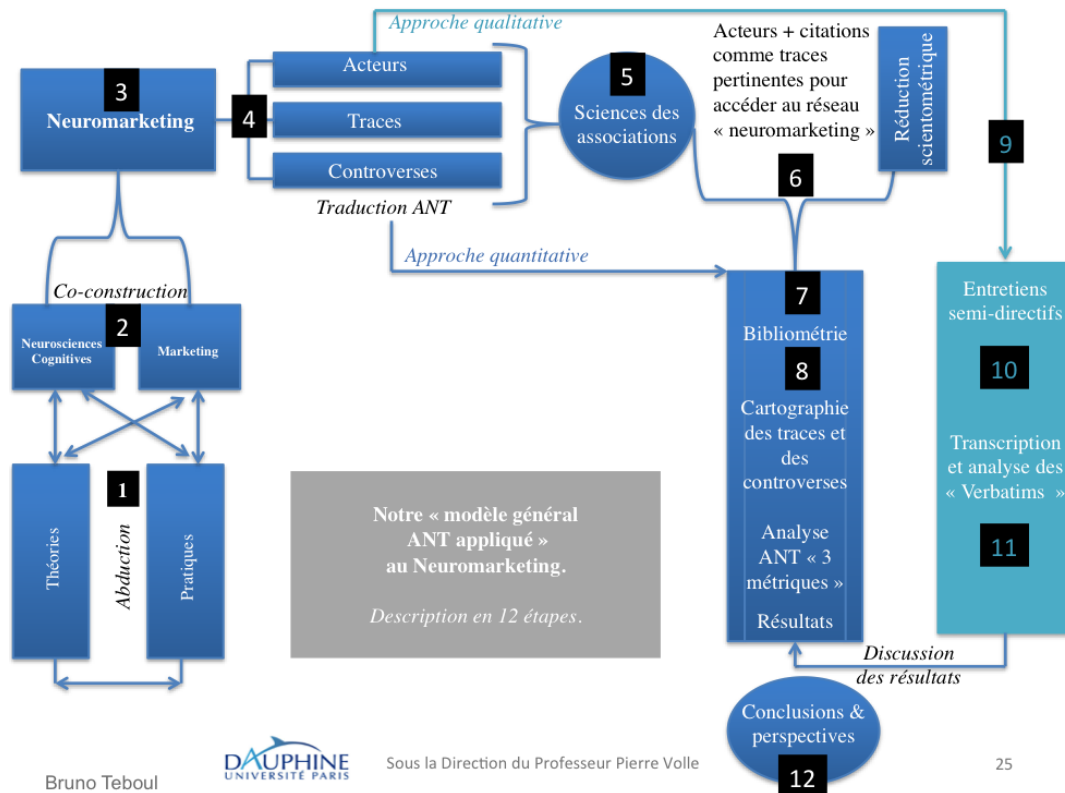 Approche qualitative
3
Neuromarketing
4
Acteurs
Traces
Controverses
Traduction ANT
5
Sciences des
associations
Acteurs + citations
comme traces
pertinentes pour
accéder au réseau
« neuromarketing »
6
Réduction
scientométrique
9
Approche quantitative
Co-construction
2
Neurosciences
Cognitives
Marketing
1
Théories
Abduction
Pratiques
Notre « modèle général
ANT appliqué »
au Neuromarketing.
Description en 12 étapes.
7
Bibliométrie
8
Cartographie
des traces et
des
controverses
Analyse
ANT « 3
métriques »
Résultats
Entretiens
semi-directifs
10
Transcription
et analyse des
« Verbatims »
11
Discussion
des résultats
Conclusions &
perspectives
12
Bruno Teboul
DAUPHINE
UNIVERSITÉ PARIS
Sous la Direction du Professeur Pierre Volle
25